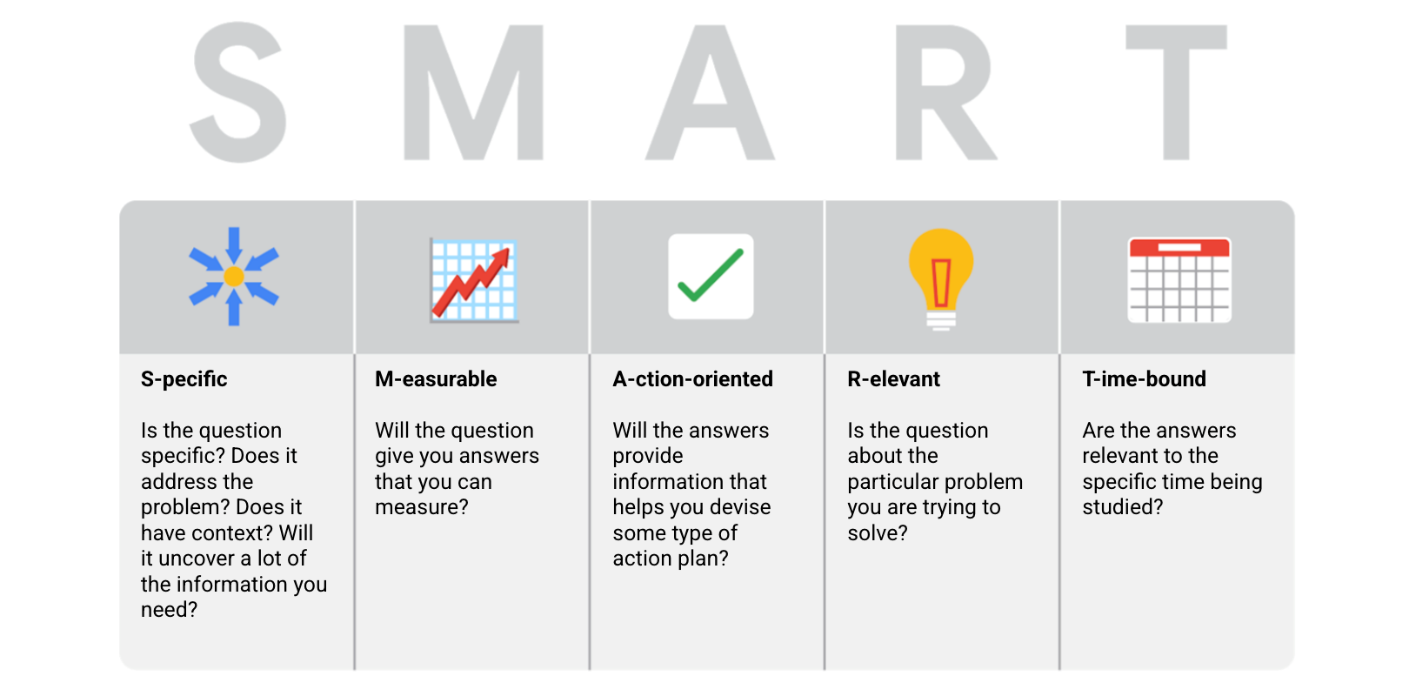 S M A R T
S-pecific
Is the question
specific? Does it
address the
problem? Does it
have context? Will
it uncover a lot of
the information you
need?
M-easurable
Will the question
give you answers
that you can
measure?
A-ction-oriented
Will the answers
provide
information that
helps you devise
some type of
action plan?
R-elevant
Is the question
about the
particular problem
you are trying to
solve?
T-ime-bound
Are the answers
relevant to the
specific time being
studied?